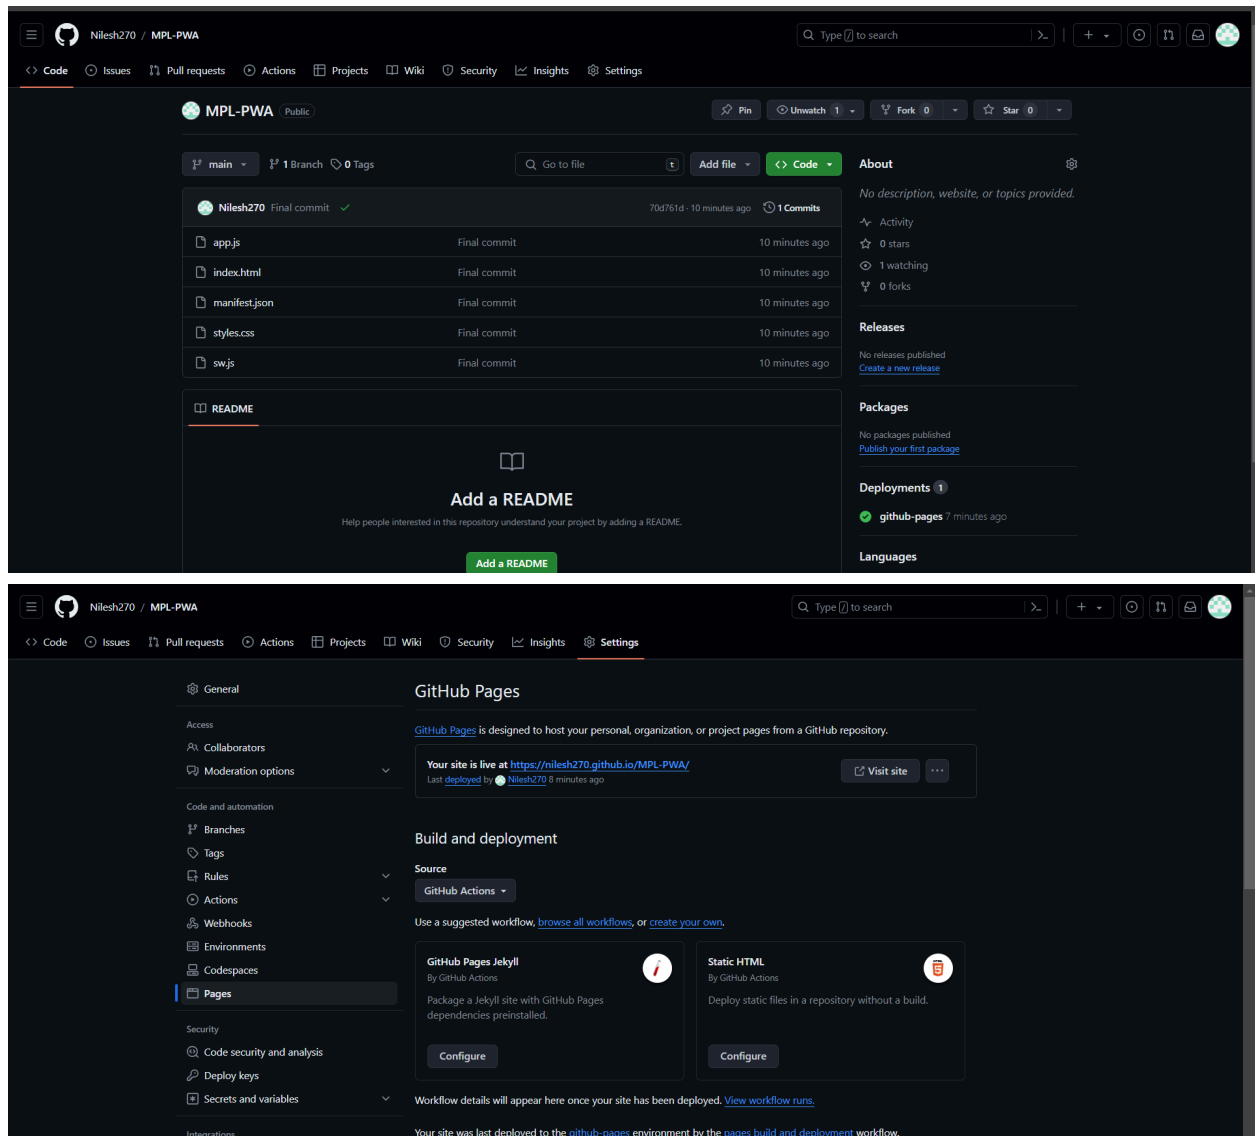 Nilesh270 / MPL-PWA
Type / to search
Code Issues Pull requests Actions Projects Wiki Security Insights Settings
MPL-PWA Public
Pin Unwatch 1 Fork 0 Star 0
main 1 Branch 0 Tags
Go to file t Add file Code
Nilesh270 Final commit 70d761d · 10 minutes ago 1 Commits
app.js Final commit 10 minutes ago
index.html Final commit 10 minutes ago
manifest.json Final commit 10 minutes ago
styles.css Final commit 10 minutes ago
sw.js Final commit 10 minutes ago
README
Add a README
Help people interested in this repository understand your project by adding a README.
Add a README
About
No description, website, or topics provided.
Activity
0 stars
1 watching
0 forks
Releases
No releases published
Create a new release
Packages
No packages published
Publish your first package
Deployments 1
github-pages 7 minutes ago
Languages
Nilesh270 / MPL-PWA
Type / to search
Code Issues Pull requests Actions Projects Wiki Security Insights Settings
General
Access
Collaborators
Moderation options
Code and automation
Branches
Tags
Rules
Actions
Webhooks
Environments
Codespaces
Pages
Security
Code security and analysis
Deploy keys
Secrets and variables
Integrations
GitHub Pages
GitHub Pages is designed to host your personal, organization, or project pages from a GitHub repository.
Your site is live at https://nilesh270.github.io/MPL-PWA/
Last deployed by Nilesh270 8 minutes ago
Visit site
Build and deployment
Source
GitHub Actions
Use a suggested workflow, browse all workflows, or create your own.
GitHub Pages Jekyll
By GitHub Actions
Package a Jekyll site with GitHub Pages
dependencies preinstalled.
Configure
Static HTML
By GitHub Actions
Deploy static files in a repository without a build.
Configure
Workflow details will appear here once your site has been deployed. View workflow runs.
Your site was last deployed to the github-pages environment by the pages build and deployment workflow.